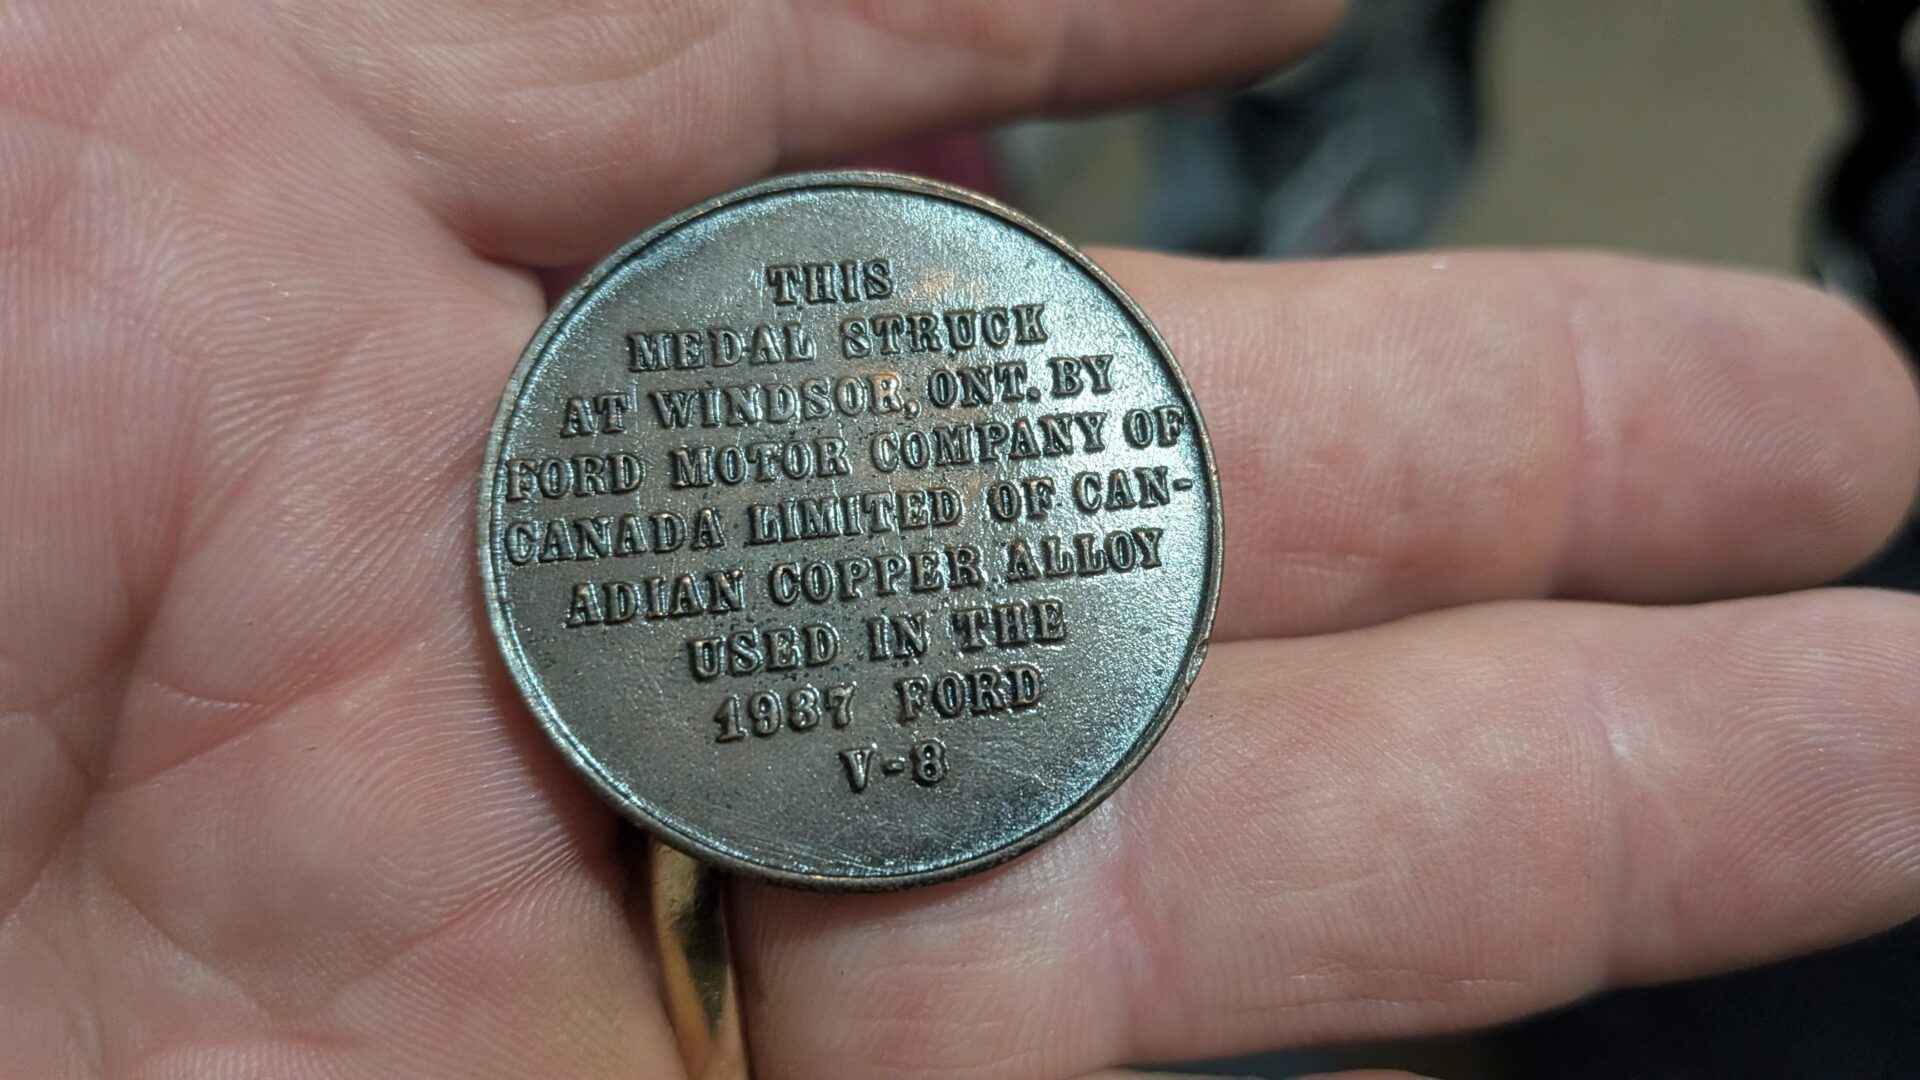 THIS
MEDAL STRUCK
AT WINDSOR, ONT. BY
FORD MOTOR COMPANY OF
CANADA LIMITED OF CAN-
ADIAN COPPER ALLOY
USED IN THE
1937 FORD
V-8